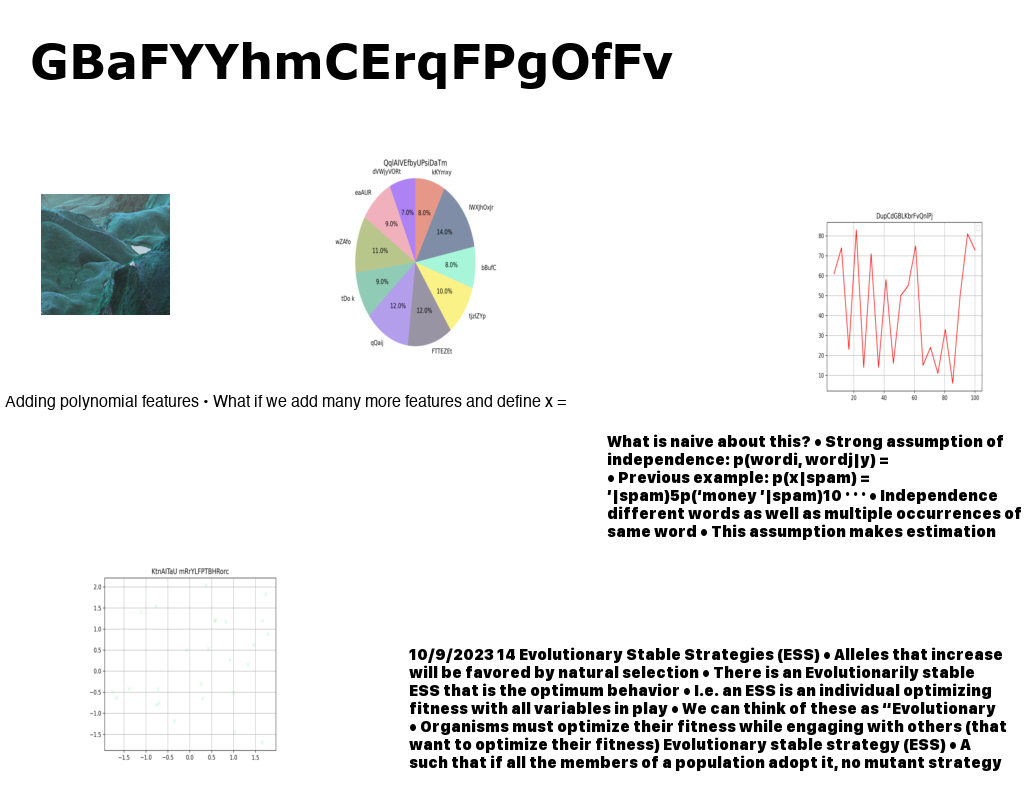 GBaFYYhmCErqFPgOfFv
QqlAIVEfbyUPsiDaTm
dVWjyVORt
kKYmxy
eaAUR
lWXJhOxJr
7.0%
8.0%
9.0%
14.0%
wZAfo
11.0%
8.0%
bBufC
9.0%
10.0%
tDo k
12.0%
12.0%
tjzlZYp
qQaij
FTTEZEt
DupCdGBLKbrFvQnlPj
80
70
60
50
40
30
20
10
20 40 60 80 100
Adding polynomial features • What if we add many more features and define x =
What is naive about this? • Strong assumption of
independence: p(wordi, wordj|y) =
• Previous example: p(x|spam) =
’|spam)5p(‘money ’|spam)10 · · · • Independence
different words as well as multiple occurrences of
same word • This assumption makes estimation
KtnAITaU mRrYLFPTBHRorc
2.0
1.5
1.0
0.5
0.0
−0.5
−1.0
−1.5
−1.5 −1.0 −0.5 0.0 0.5 1.0 1.5
10/9/2023 14 Evolutionary Stable Strategies (ESS) • Alleles that increase
will be favored by natural selection • There is an Evolutionarily stable
ESS that is the optimum behavior • I.e. an ESS is an individual optimizing
fitness with all variables in play • We can think of these as “Evolutionary
• Organisms must optimize their fitness while engaging with others (that
want to optimize their fitness) Evolutionary stable strategy (ESS) • A
such that if all the members of a population adopt it, no mutant strategy